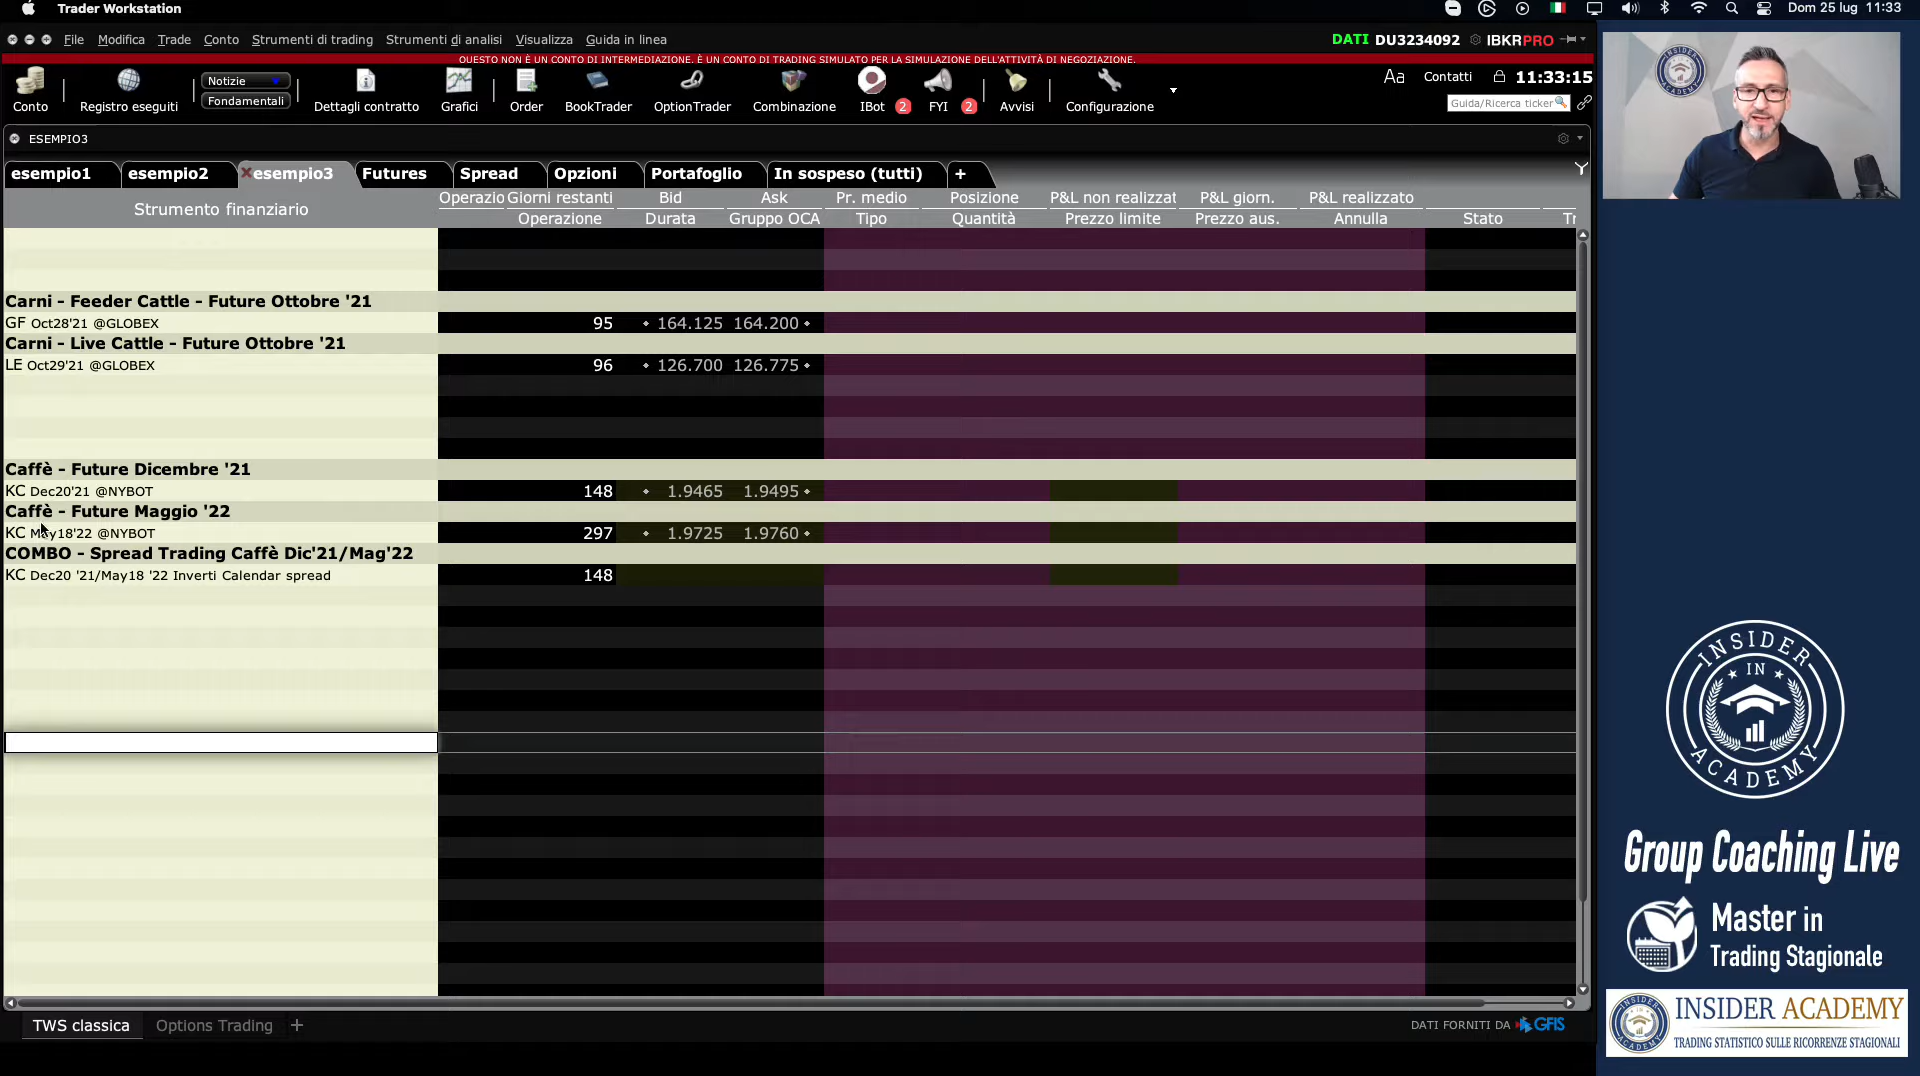 Trader Workstation
Dom 25 lug 11:33
File Modifica Trade Conto Strumenti di trading Strumenti di analisi Visualizza Guida in linea
DATI DU3234092 IBKRPRO
QUESTO NON È UN CONTO DI INTERMEDIAZIONE. È UN CONTO DI TRADING SIMULATO PER LA SIMULAZIONE DELL'ATTIVITÀ DI NEGOZIAZIONE.
Conto Registro eseguiti Notizie Fondamentali Dettagli contratto Grafici Order BookTrader OptionTrader Combinazione IBot 2 FYI 2 Avvisi Configurazione
Aa Contatti 11:33:15
Guida/Ricerca ticker
ESEMPIO3
esempio1 esempio2 esempio3 Futures Spread Opzioni Portafoglio In sospeso (tutti) +
Strumento finanziario
Operazio Giorni restanti Bid Ask Pr. medio Posizione P&L non realizzat P&L giorn. P&L realizzato
Operazione Durata Gruppo OCA Tipo Quantità Prezzo limite Prezzo aus. Annulla Stato Tr
Carni - Feeder Cattle - Future Ottobre '21
GF Oct28'21 @GLOBEX 95 164.125 164.200
Carni - Live Cattle - Future Ottobre '21
LE Oct29'21 @GLOBEX 96 126.700 126.775
Caffè - Future Dicembre '21
KC Dec20'21 @NYBOT 148 1.9465 1.9495
Caffè - Future Maggio '22
KC May18'22 @NYBOT 297 1.9725 1.9760
COMBO - Spread Trading Caffè Dic'21/Mag'22
KC Dec20 '21/May18 '22 Inverti Calendar spread 148
TWS classica Options Trading +
DATI FORNITI DA GFIS
INSIDER
IN
ACADEMY
Group Coaching Live
Master in
Trading Stagionale
INSIDER ACADEMY
TRADING STATISTICO SULLE RICORRENZE STAGIONALI